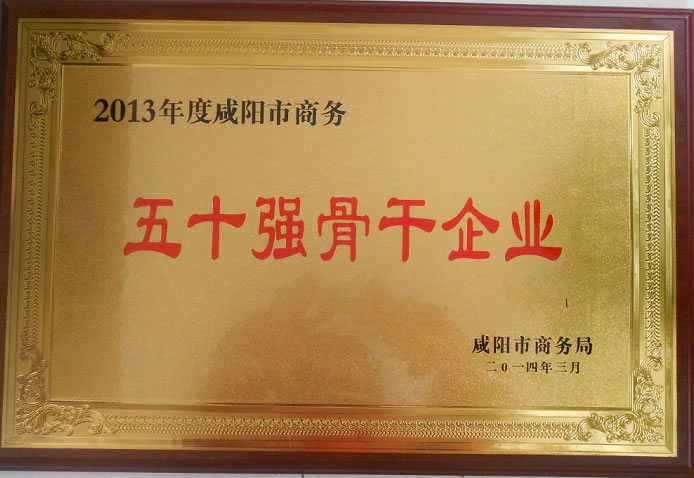 2013年度咸阳市商务
五十强骨干企业
咸阳市商务局
二0一四年三月